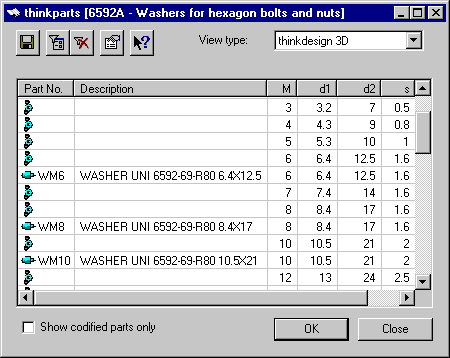 thinkparts [6592A - Washers for hexagon bolts and nuts]
View type: thinkdesign 3D
Part No. Description M d1 d2 s
3 3.2 7 0.5
4 4.3 9 0.8
5 5.3 10 1
6 6.4 12.5 1.6
WM6 WASHER UNI 6592-69-R80 6.4X12.5 6 6.4 12.5 1.6
7 7.4 14 1.6
8 8.4 17 1.6
WM8 WASHER UNI 6592-69-R80 8.4X17 8 8.4 17 1.6
10 10.5 21 2
WM10 WASHER UNI 6592-69-R80 10.5X21 10 10.5 21 2
12 13 24 2.5
Show codified parts only OK Close